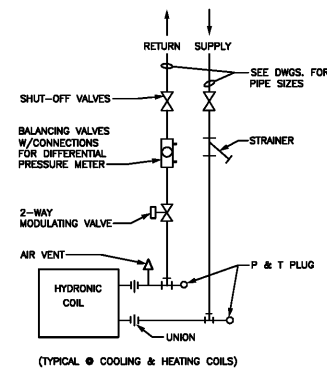 RETURN SUPPLY
SEE DWGS. FOR
PIPE SIZES
SHUT-OFF VALVES
BALANCING VALVES
W/CONNECTIONS
FOR DIFFERENTIAL
PRESSURE METER
STRAINER
2-WAY
MODULATING VALVE
AIR VENT
P & T PLUG
HYDRONIC
COIL
UNION
(TYPICAL @ COOLING & HEATING COILS)